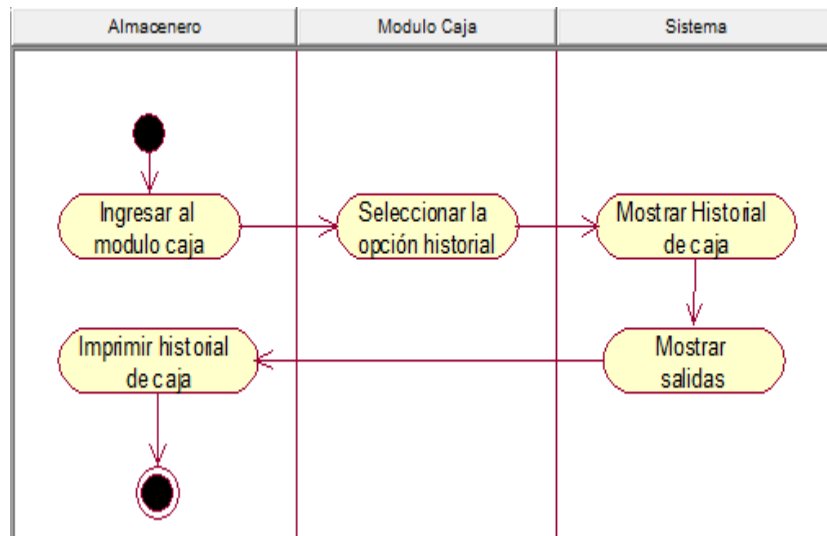 Almacenero
Modulo Caja
Sistema
Ingresar al
modulo caja
Seleccionar la
opción historial
Mostrar Historial
de caja
Imprimir historial
de caja
Mostrar
salidas